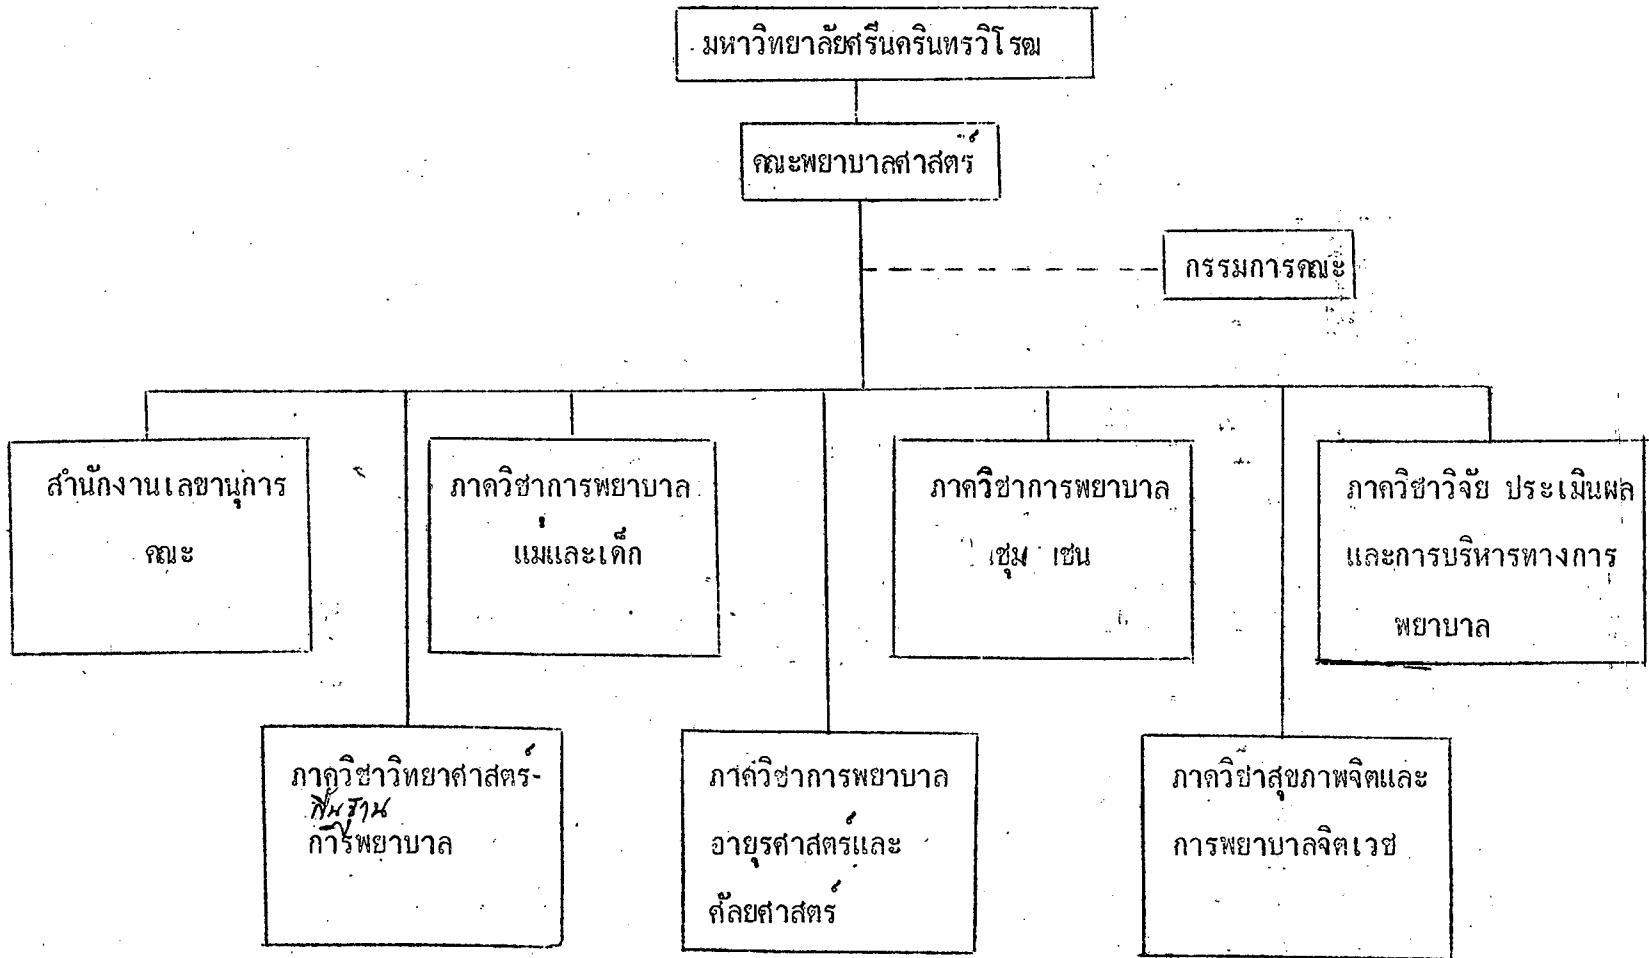 มหาวิทยาลัยศรีนครินทรวิโรฒ
คณะพยาบาลศาสตร์
กรรมการคณะ
สำนักงานเลขานุการ
คณะ
ภาควิชาการพยาบาล
แม่และเด็ก
ภาควิชาการพยาบาล
ชุมชน
ภาควิชาวิจัย ประเมินผล
และการบริหารทางการ
พยาบาล
ภาควิชาวิทยาศาสตร์-
พื้นฐาน
การพยาบาล
ภาควิชาการพยาบาล
อายุรศาสตร์และ
ศัลยศาสตร์
ภาควิชาสุขภาพจิตและ
การพยาบาลจิตเวช